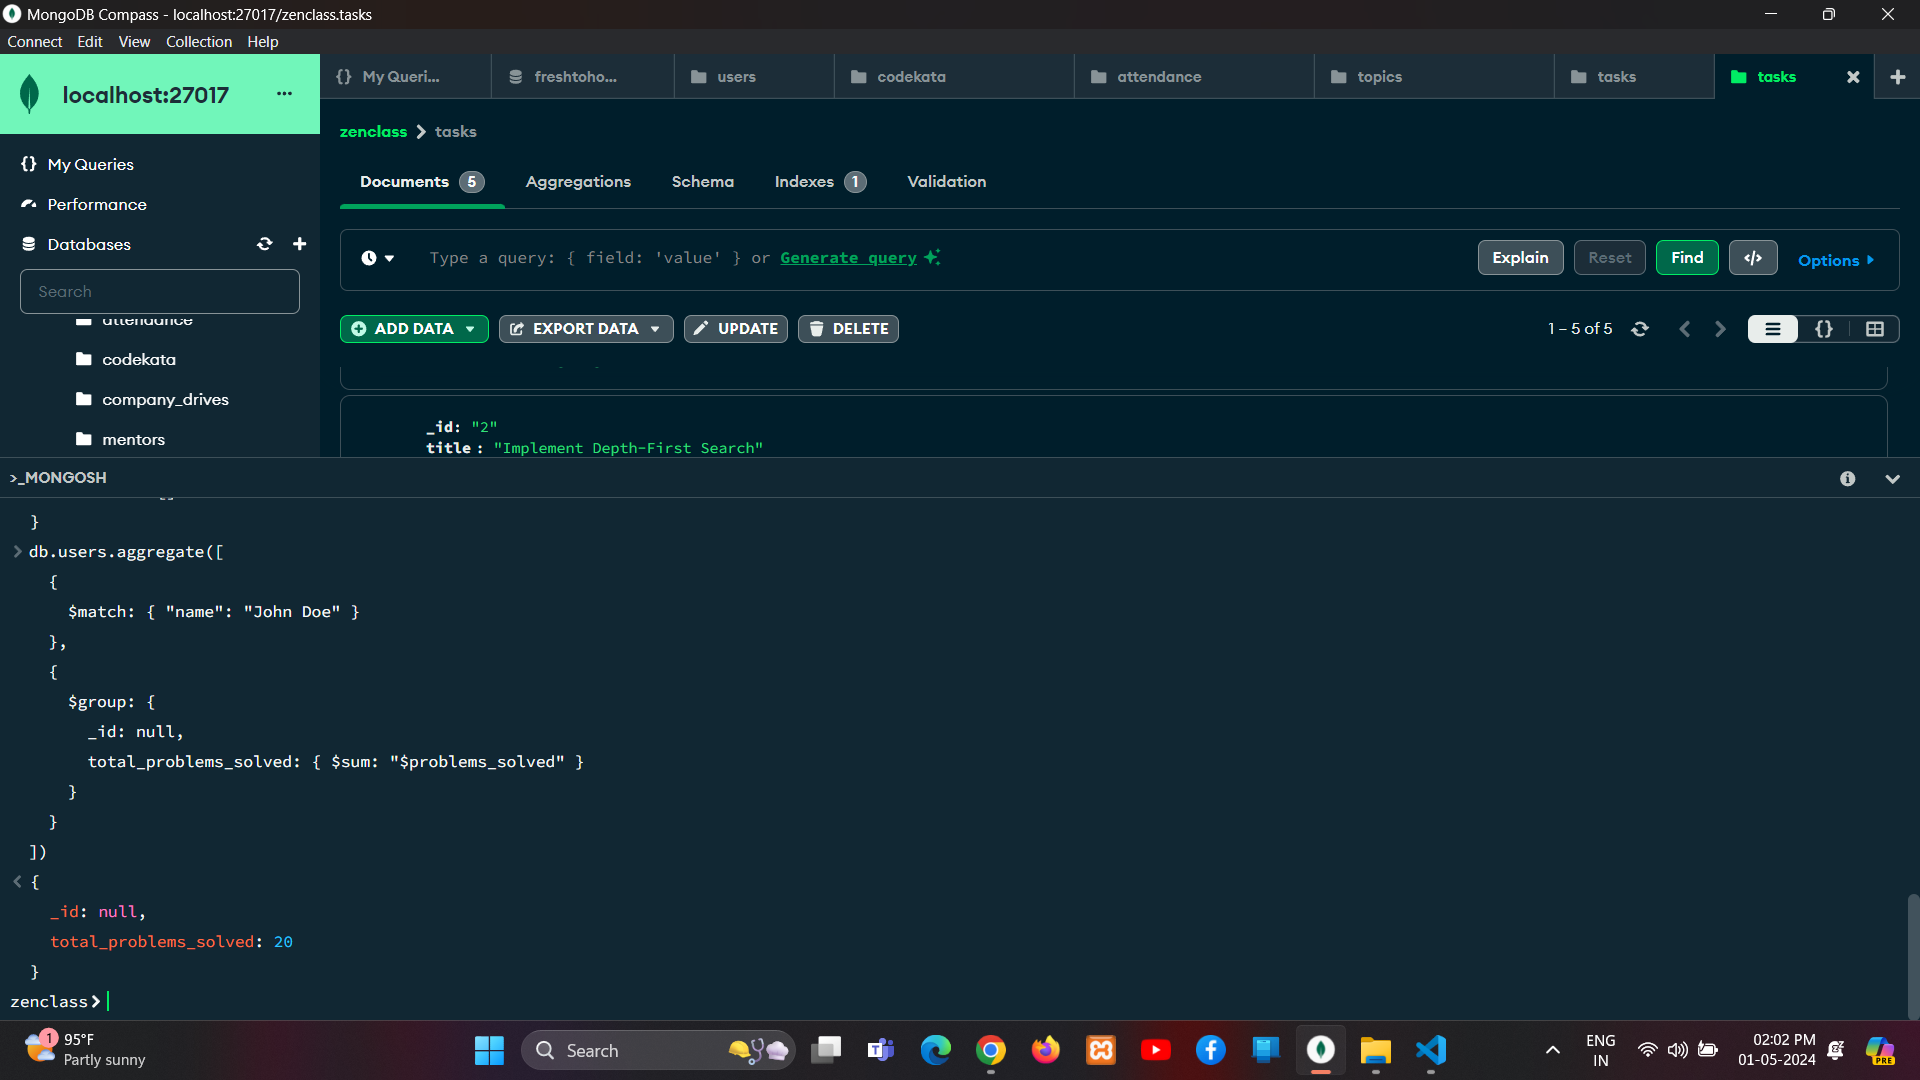 MongoDB Compass - localhost:27017/zenclass.tasks
Connect Edit View Collection Help
localhost:27017 ...
{} My Queri... freshtoho... users codekata attendance topics tasks tasks
zenclass > tasks
{} My Queries
Performance
Databases
Search
attendance
codekata
company_drives
mentors
Documents 5 Aggregations Schema Indexes 1 Validation
Type a query: { field: 'value' } or Generate query
Explain Reset Find </> Options
ADD DATA EXPORT DATA UPDATE DELETE
1 – 5 of 5 {}
_id: "2"
title : "Implement Depth-First Search"
>_MONGOSH
}
> db.users.aggregate([
{
$match: { "name": "John Doe" }
},
{
$group: {
_id: null,
total_problems_solved: { $sum: "$problems_solved" }
}
}
])
< {
_id: null,
total_problems_solved: 20
}
zenclass>
1
95°F
Partly sunny
Search
ENG
IN
02:02 PM
01-05-2024
PRE